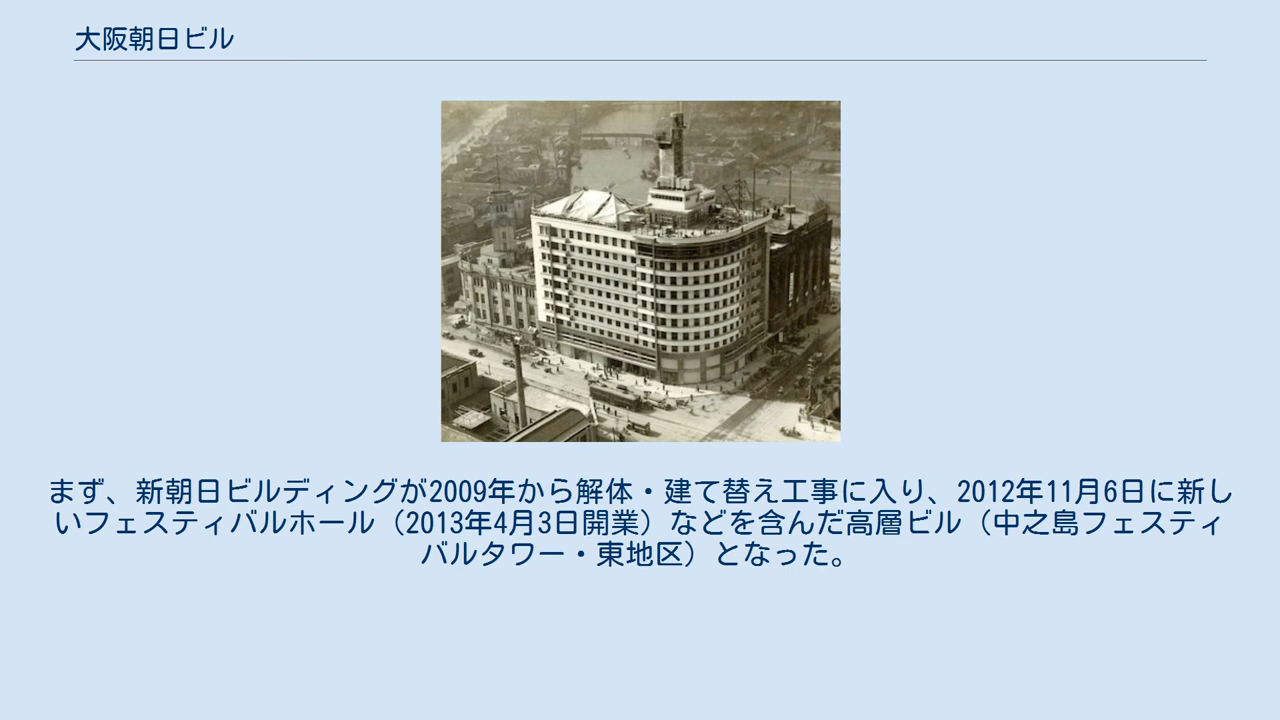 大阪朝日ビル
まず、新朝日ビルディングが2009年から解体・建て替え工事に入り、2012年11月6日に新し
いフェスティバルホール（2013年4月3日開業）などを含んだ高層ビル（中之島フェスティ
バルタワー・東地区）となった。